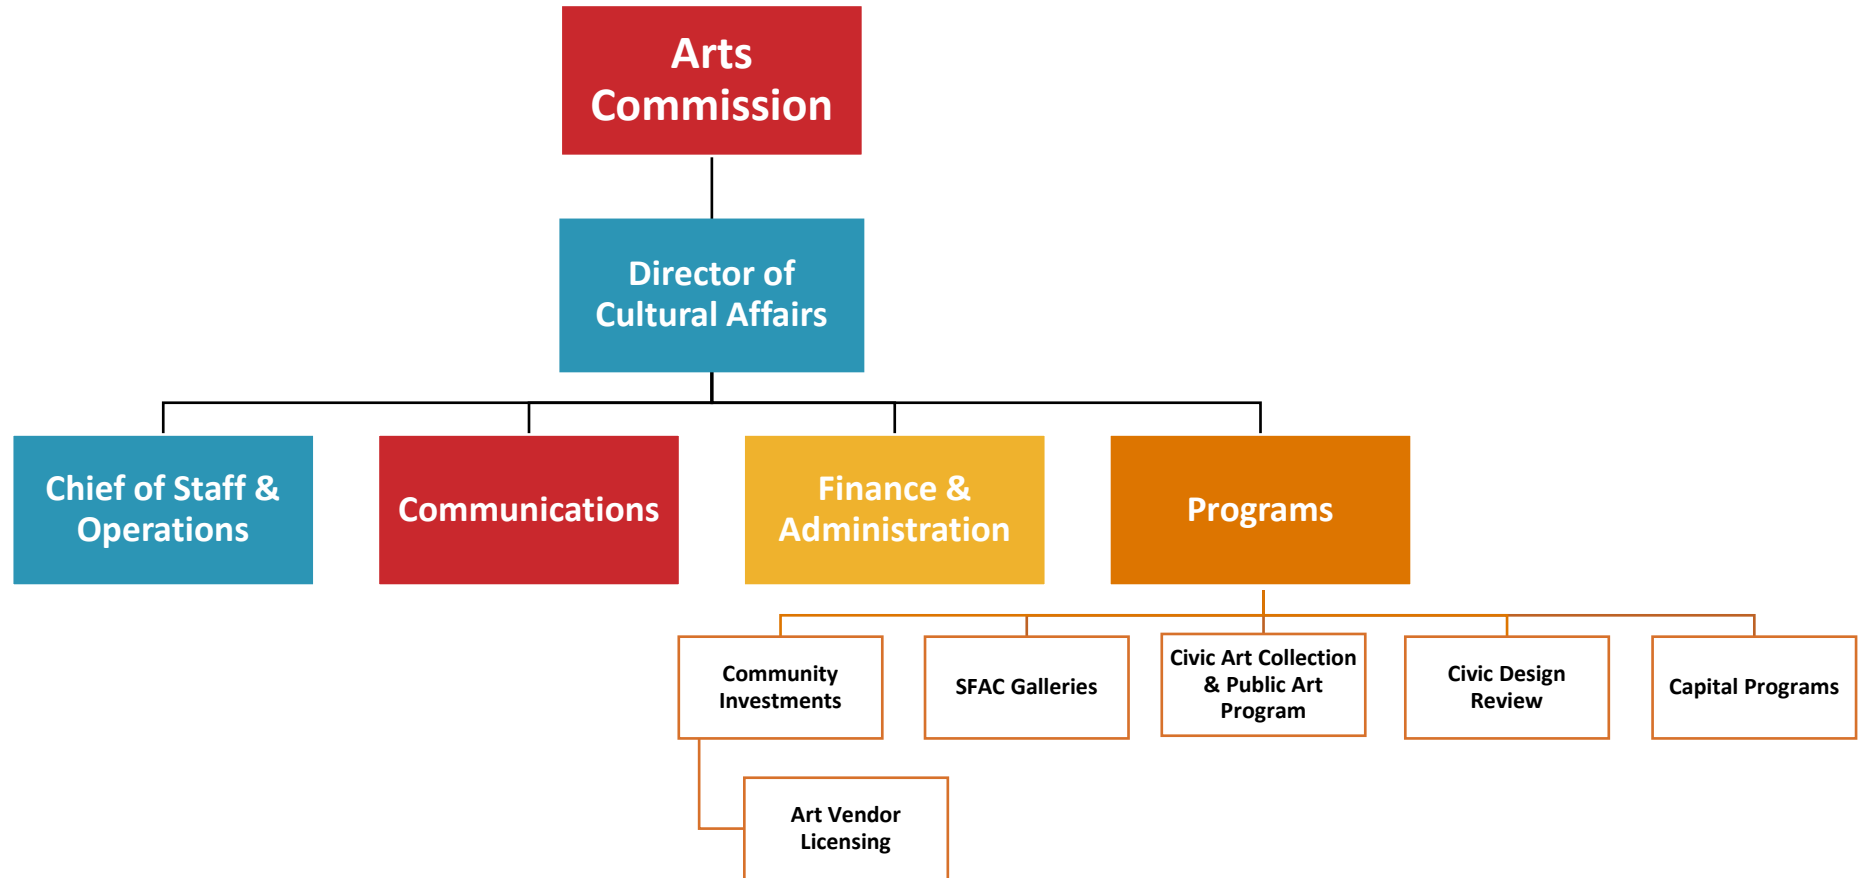 Arts
Commission
Director of
Cultural Affairs
Chief of Staff &
Operations
Communications
Finance &
Administration
Programs
Community
Investments
SFAC Galleries
Civic Art Collection
& Public Art
Program
Civic Design
Review
Capital Programs
Art Vendor
Licensing